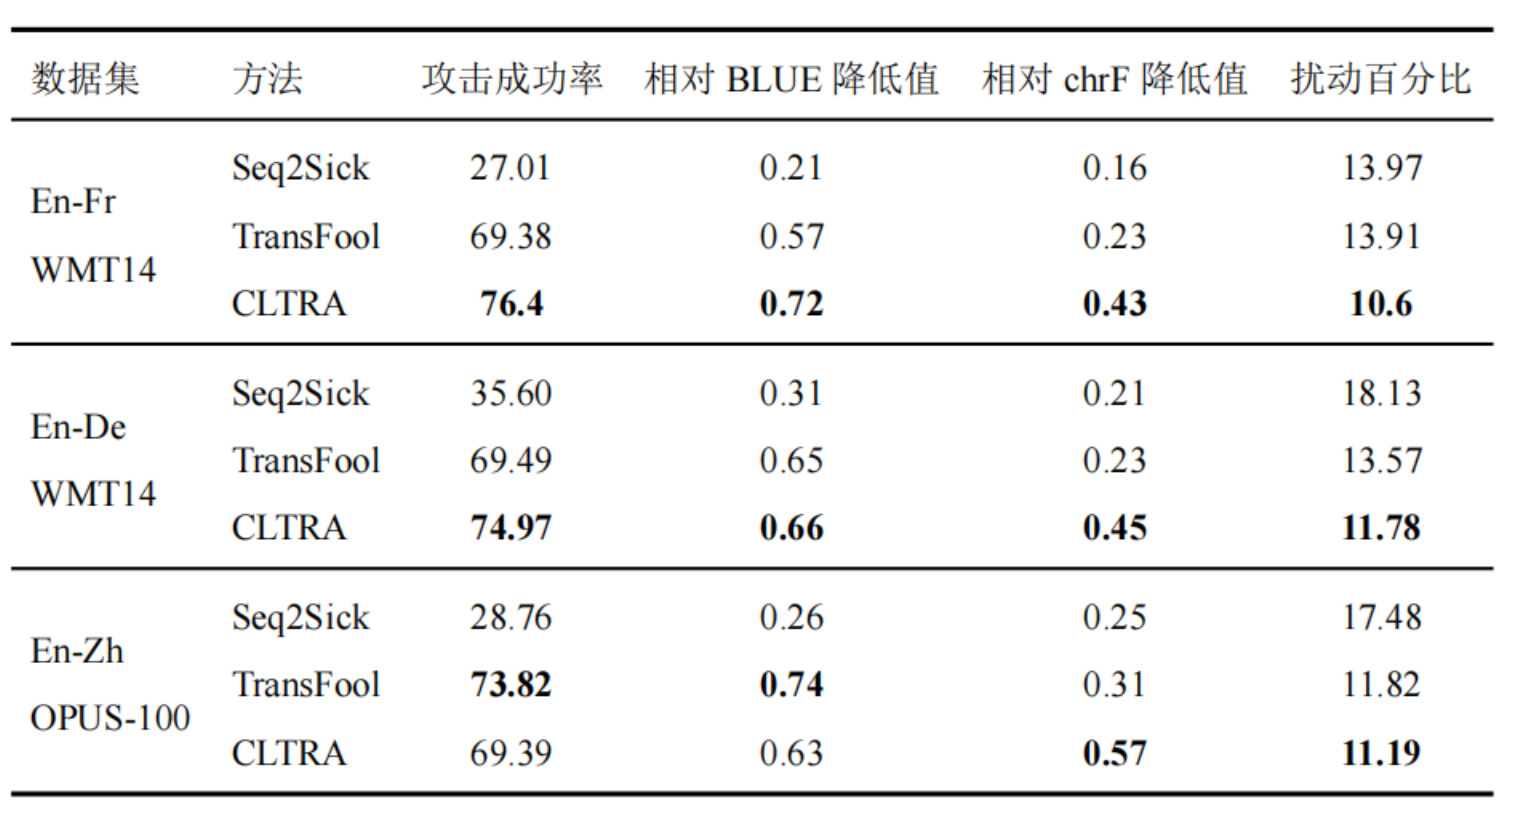 数据集 方法 攻击成功率 相对 BLUE 降低值 相对 chrF 降低值 扰动百分比
Seq2Sick 27.01 0.21 0.16 13.97
En-Fr
TransFool 69.38 0.57 0.23 13.91
WMT14
CLTRA 76.4 0.72 0.43 10.6
Seq2Sick 35.60 0.31 0.21 18.13
En-De
TransFool 69.49 0.65 0.23 13.57
WMT14
CLTRA 74.97 0.66 0.45 11.78
Seq2Sick 28.76 0.26 0.25 17.48
En-Zh
TransFool 73.82 0.74 0.31 11.82
OPUS-100
CLTRA 69.39 0.63 0.57 11.19